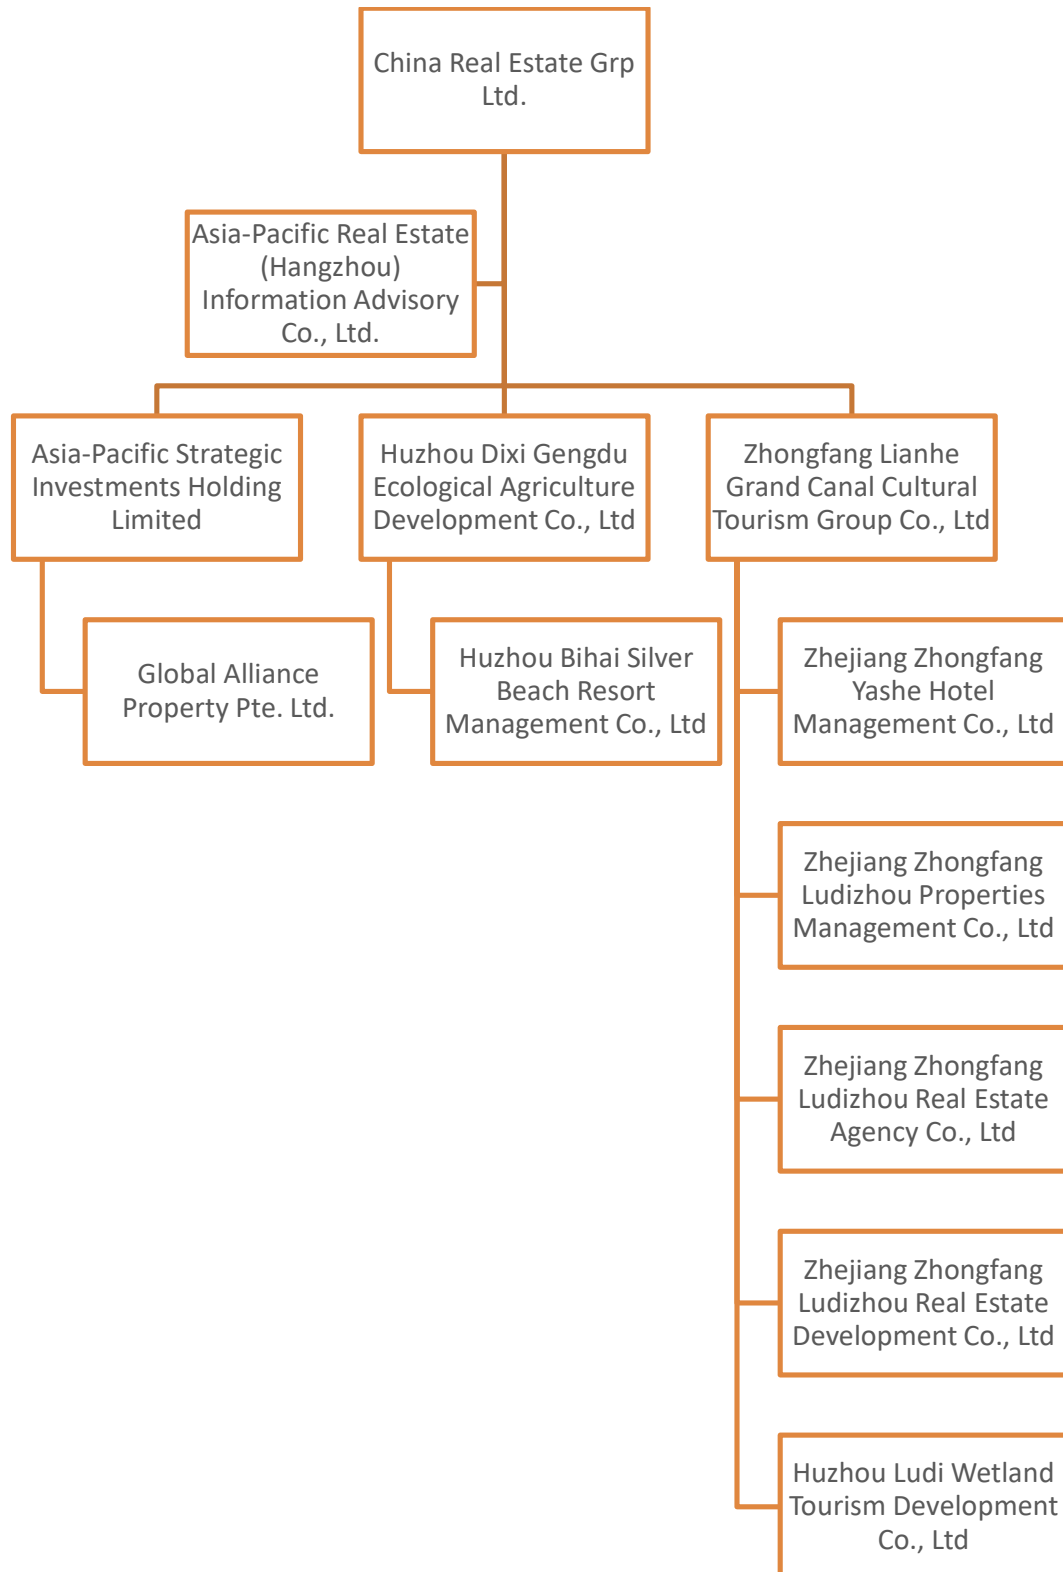 China Real Estate Grp
Ltd.
Asia-Pacific Real Estate
(Hangzhou)
Information Advisory
Co., Ltd.
Asia-Pacific Strategic
Investments Holding
Limited
Huzhou Dixi Gengdu
Ecological Agriculture
Development Co., Ltd
Zhongfang Lianhe
Grand Canal Cultural
Tourism Group Co., Ltd
Global Alliance
Property Pte. Ltd.
Huzhou Bihai Silver
Beach Resort
Management Co., Ltd
Zhejiang Zhongfang
Yashe Hotel
Management Co., Ltd
Zhejiang Zhongfang
Ludizhou Properties
Management Co., Ltd
Zhejiang Zhongfang
Ludizhou Real Estate
Agency Co., Ltd
Zhejiang Zhongfang
Ludizhou Real Estate
Development Co., Ltd
Huzhou Ludi Wetland
Tourism Development
Co., Ltd